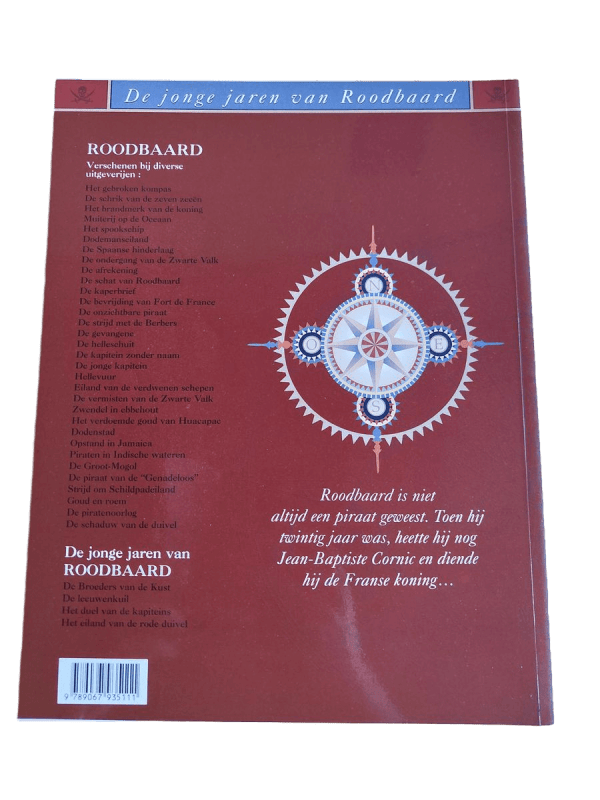 De jonge jaren van Roodbaard
ROODBAARD
Verschenen bij diverse
uitgeverijen :
Het gebroken kompas
De schrik van de zeven zeeën
Het brandmerk van de koning
Muiterij op de Oceaan
Het spookschip
Dodemanseiland
De Spaanse hinderlaag
De ondergang van de Zwarte Valk
De afrekening
De schat van Roodbaard
De kaperbrief
De bevrijding van Fort de France
De onzichtbare piraat
De strijd met de Berbers
De gevangene
De helleschuit
De kapitein zonder naam
De jonge kapitein
Hellevuur
Eiland van de verdwenen schepen
De vermisten van de Zwarte Valk
Zwendel in ebbehout
Het verdoemde goud van Huacapac
Dodenstad
Opstand in Jamaica
Piraten in Indische wateren
De Groot-Mogol
De piraat van de "Genadeloos"
Strijd om Schildpadeiland
Goud en roem
De piratenoorlog
De schaduw van de duivel
De jonge jaren van
ROODBAARD
De Broeders van de Kust
De leeuwenkuil
Het duel van de kapiteins
Het eiland van de rode duivel
N
O
E
S
Roodbaard is niet
altijd een piraat geweest. Toen hij
twintig jaar was, heette hij nog
Jean-Baptiste Cornic en diende
hij de Franse koning…
9 789067 935111